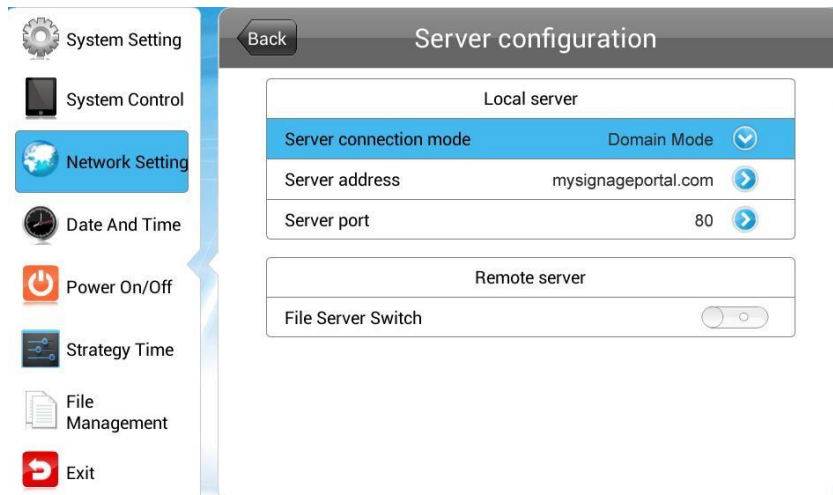 System Setting
System Control
Network Setting
Date And Time
Power On/Off
Strategy Time
File
Management
Exit
Back
Server configuration
Local server
Server connection mode Domain Mode
Server address mysignageportal.com
Server port 80
Remote server
File Server Switch